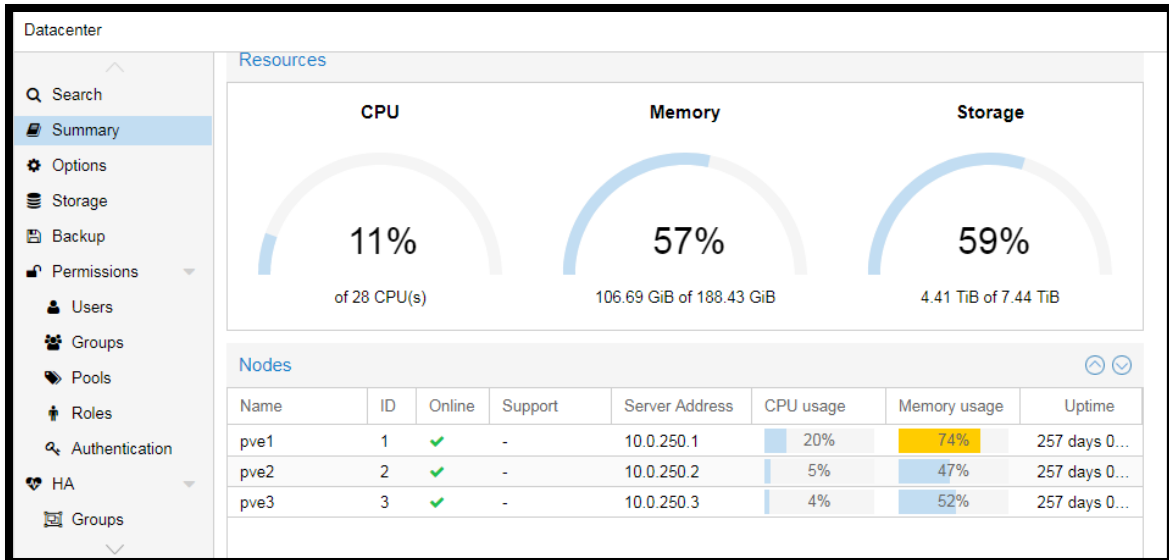 Datacenter
Search
Summary
Options
Storage
Backup
Permissions
Users
Groups
Pools
Roles
Authentication
HA
Groups
Resources
CPU Memory Storage
11% 57% 59%
of 28 CPU(s) 106.69 GiB of 188.43 GiB 4.41 TiB of 7.44 TiB
Nodes
Name ID Online Support Server Address CPU usage Memory usage Uptime
pve1 1 - 10.0.250.1 20% 74% 257 days 0...
pve2 2 - 10.0.250.2 5% 47% 257 days 0...
pve3 3 - 10.0.250.3 4% 52% 257 days 0...